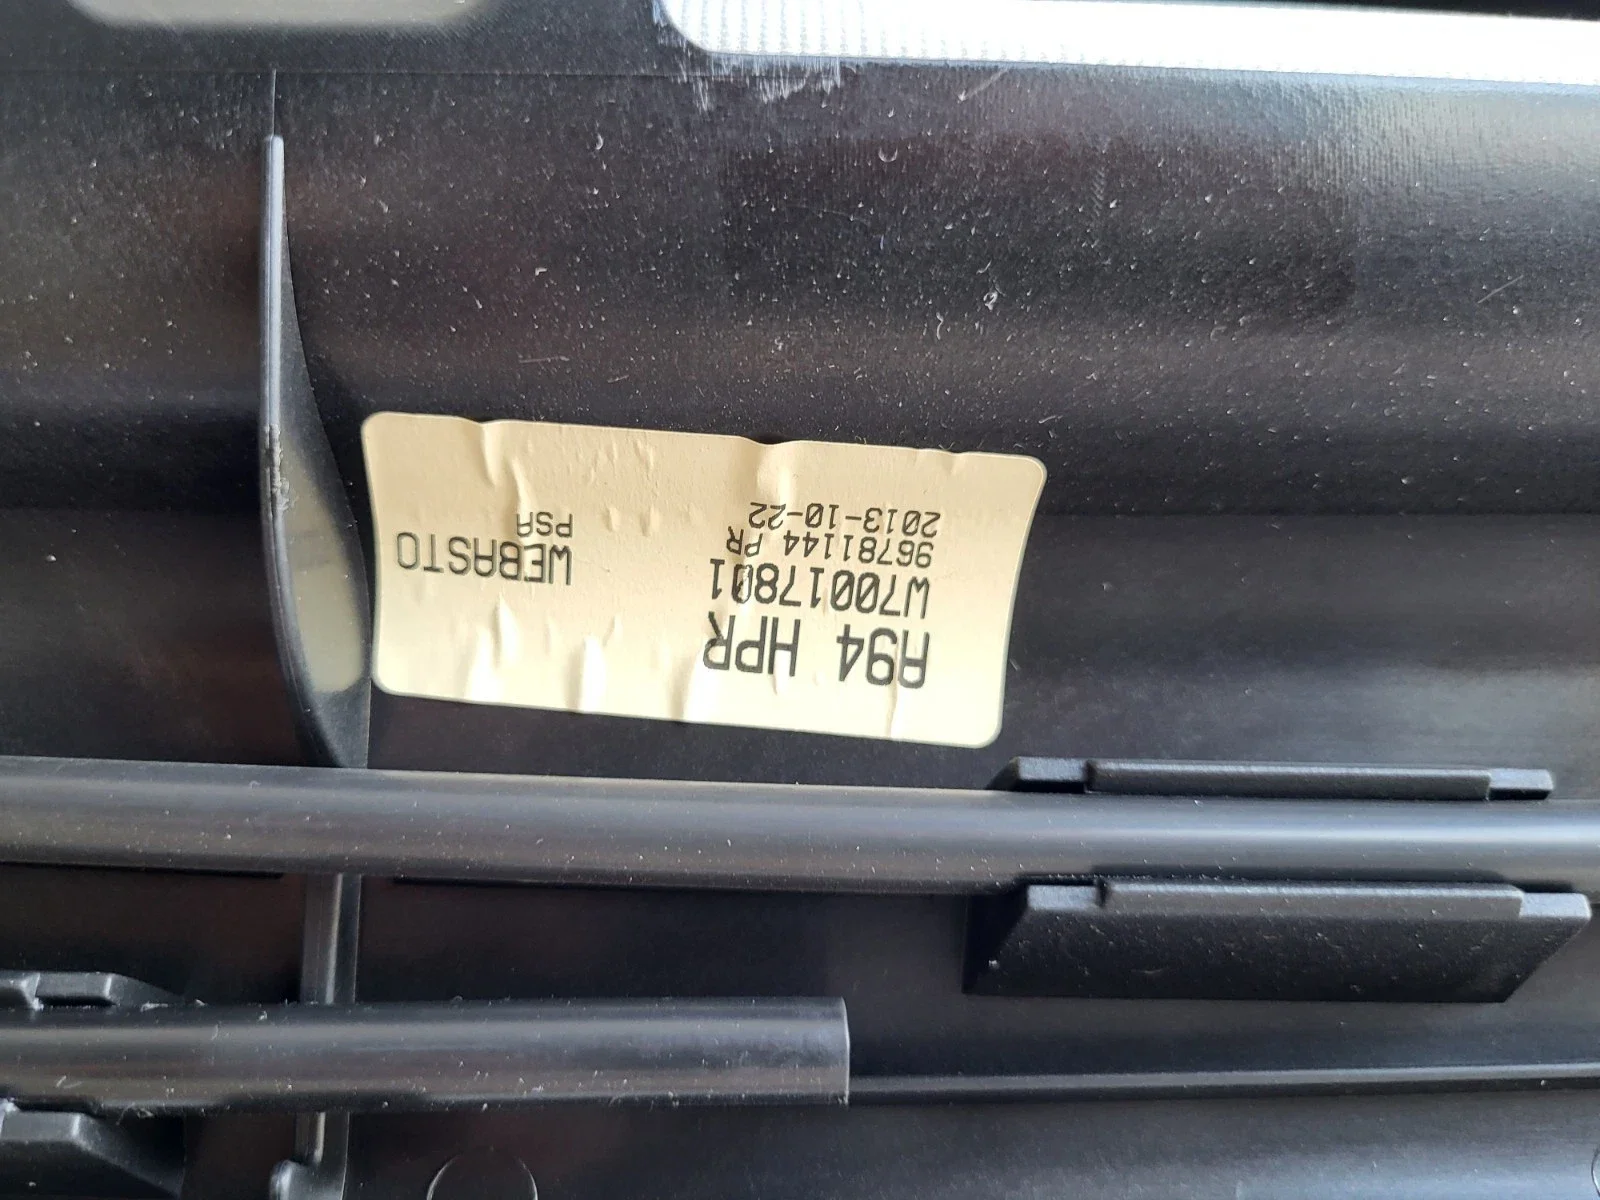 A94 HPR
W70017801
96781144 PR
2013-10-22
WEBASTO
PSA